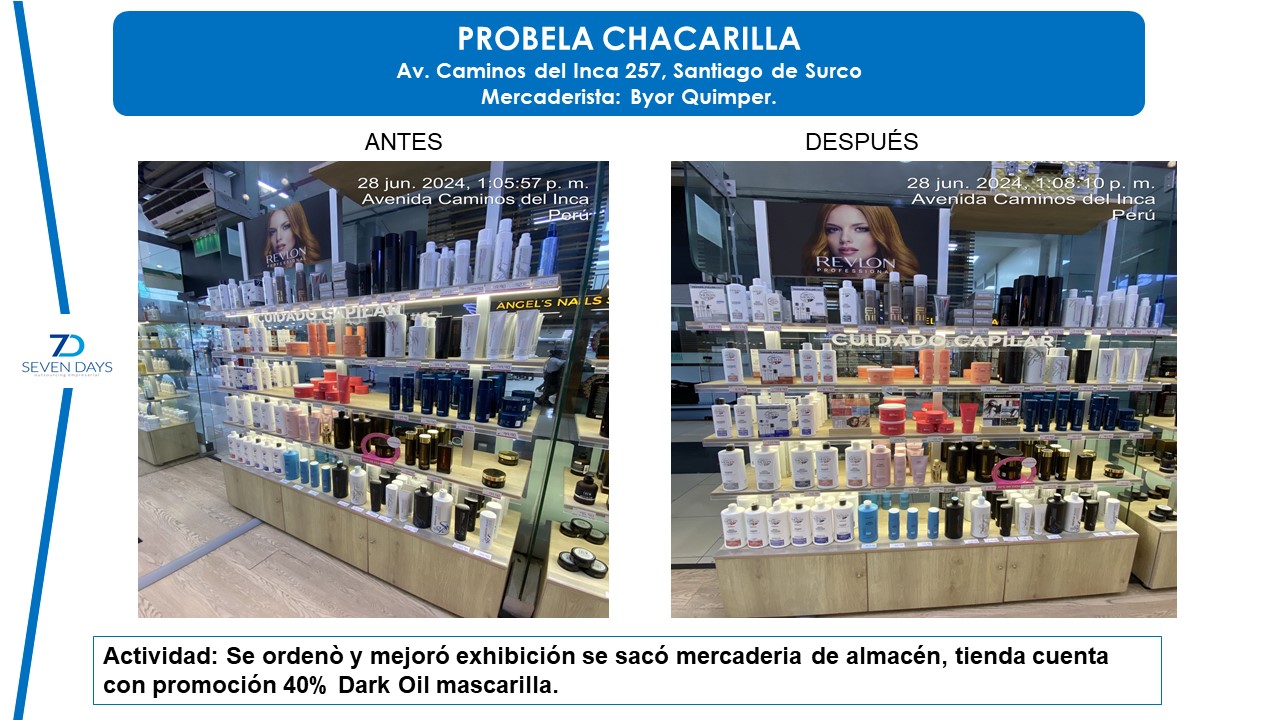 PROBELA CHACARILLA
Av. Caminos del Inca 257, Santiago de Surco
Mercaderista: Byor Quimper.
ANTES
DESPUÉS
28 jun. 2024, 1:05:57 p. m.
Avenida Caminos del Inca
Perú
REVLON
PROFESSIONAL
ANGEL'S NAILS
CUIDADO CAPILAR
28 jun. 2024, 1:08:10 p. m.
Avenida Caminos del Inca
Perú
REVLON
PROFESSIONAL
CUIDADO CAPILAR
7D
SEVEN DAYS
Actividad: Se ordenò y mejoró exhibición se sacó mercaderia de almacén, tienda cuenta
con promoción 40% Dark Oil mascarilla.